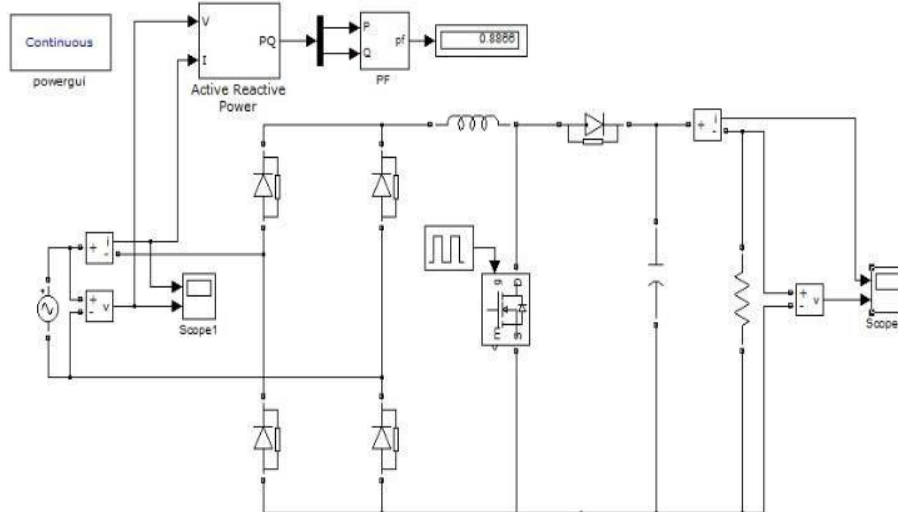 Continuous
powergui
V
I
PQ
Active Reactive
Power
P
Q
pf
PF
0.8866
i
+
-
+
-
v
Scope1
+
-
i
g
D
m
S
+
-
v
Scope